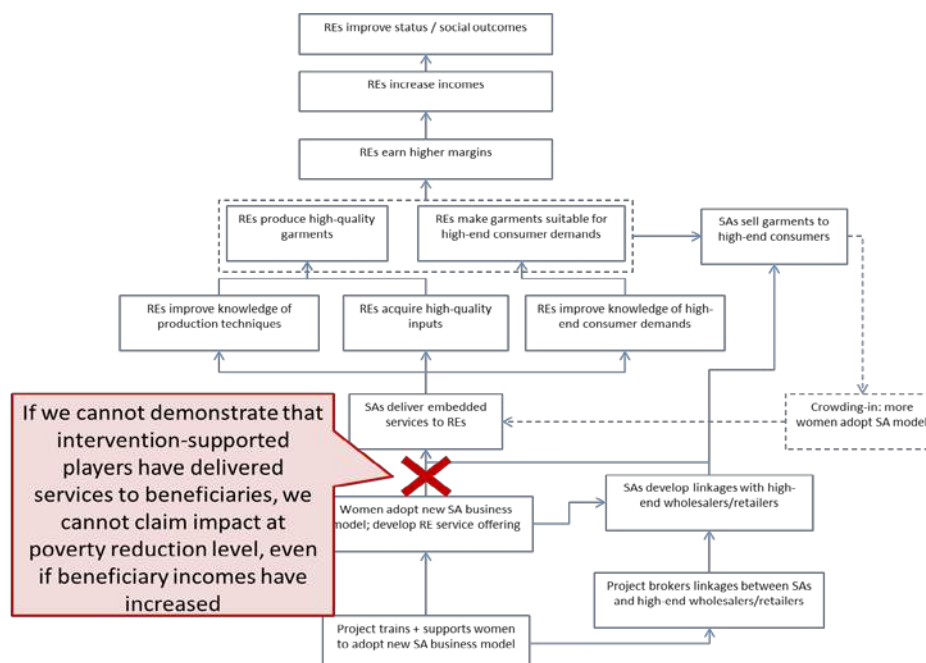 REs improve status / social outcomes
REs increase incomes
REs earn higher margins
REs produce high-quality
garments
REs make garments suitable for
high-end consumer demands
SAs sell garments to
high-end consumers
REs improve knowledge of
production techniques
REs acquire high-quality
inputs
REs improve knowledge of high-
end consumer demands
If we cannot demonstrate that
intervention-supported
players have delivered
services to beneficiaries, we
cannot claim impact at
poverty reduction level, even
if beneficiary incomes have
increased
SAs deliver embedded
services to REs
Crowding-in: more
women adopt SA model
Women adopt new SA business
model; develop RE service offering
SAs develop linkages with high-
end wholesalers/retailers
Project brokers linkages between SAs
and high-end wholesalers/retailers
Project trains + supports women
to adopt new SA business model